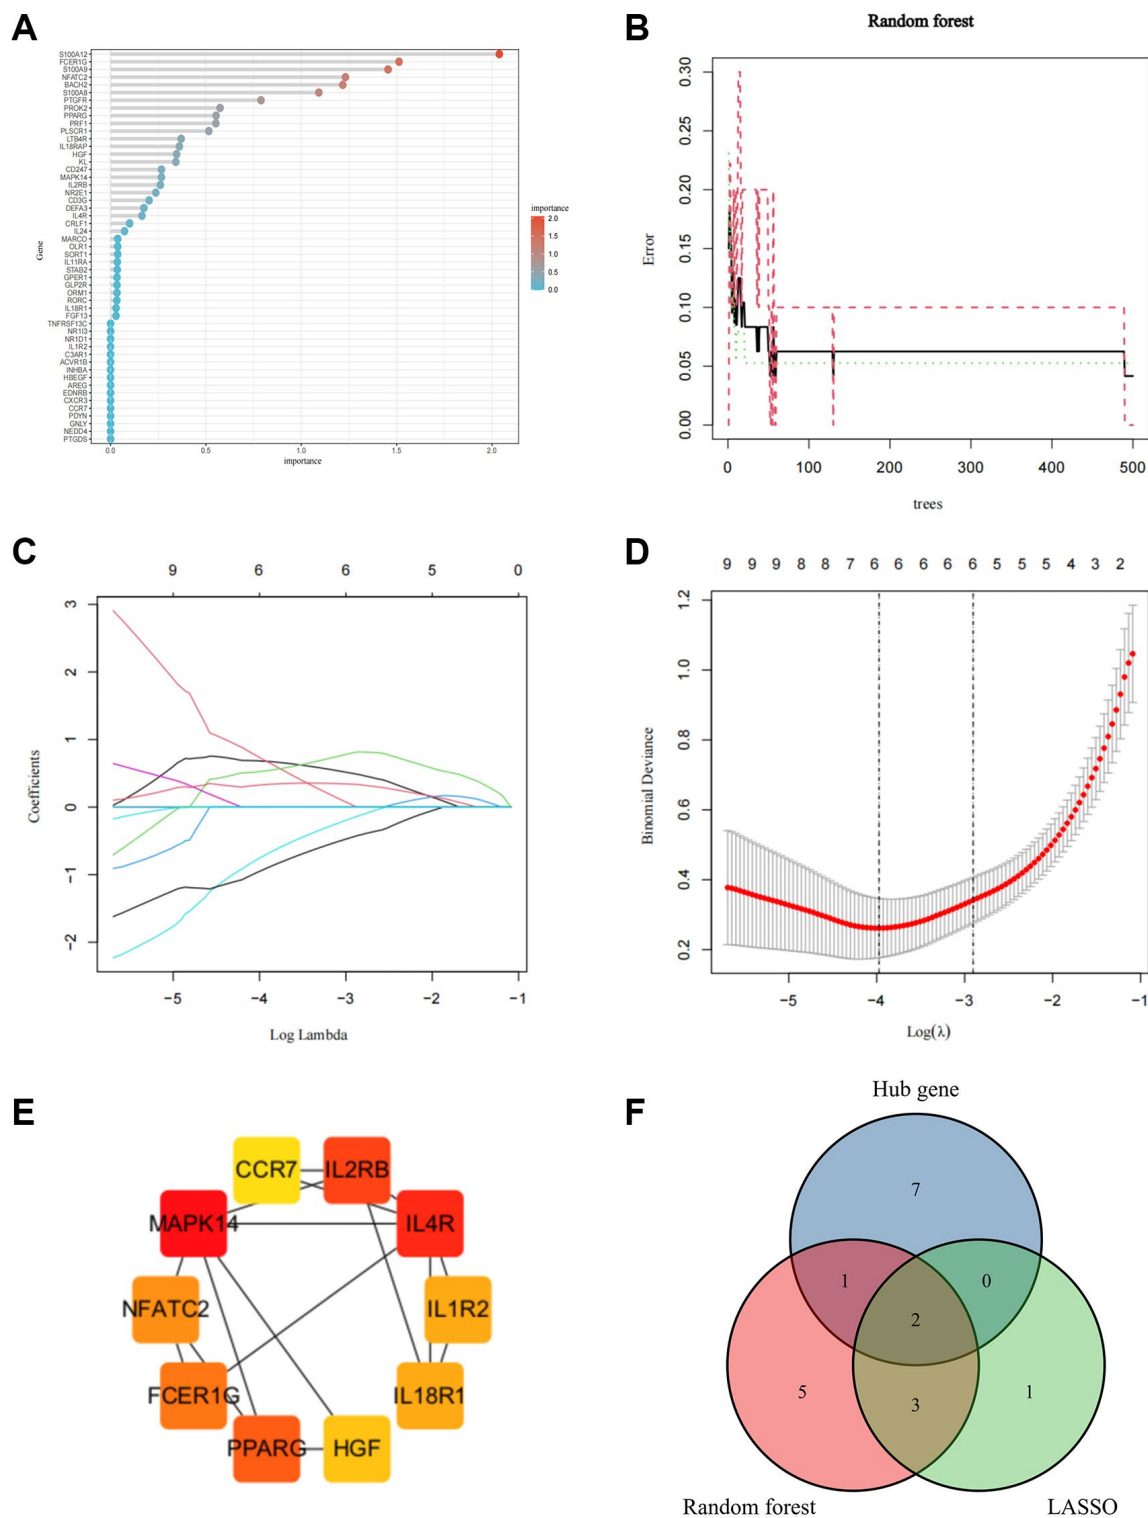 A
Gene
S100A12
FCER1G
S100A9
NFATC2
BACH2
S100A8
PTGFR
PROK2
PPARG
PRF1
PLSCR1
LTB4R
IL18RAP
HGF
KL
CD247
MAPK14
IL2RB
NR2E1
CD3G
DEFA3
IL4R
CRLF1
IL24
MARCO
OLR1
SORT1
IL11RA
STAB2
GPER1
GLP2R
ORM1
RORC
IL18R1
FGF13
TNFRSF13C
NR1I3
NR1D1
IL1R2
C3AR1
ACVR1B
INHBA
HBEGF
AREG
EDNRB
CXCR3
CCR7
PDYN
GNLY
NEDD4
PTGDS
0.0 0.5 1.0 1.5 2.0
importance
importance
2.0
1.5
1.0
0.5
0.0
B
Random forest
Error
0.30
0.25
0.20
0.15
0.10
0.05
0.00
0 100 200 300 400 500
trees
C
9 6 6 5 0
Coefficients
3
2
1
0
−1
−2
−5 −4 −3 −2 −1
Log Lambda
D
9 9 9 8 8 7 6 6 6 6 6 5 5 5 4 3 2
Binomial Deviance
1.2
1.0
0.8
0.6
0.4
0.2
−5 −4 −3 −2 −1
Log(λ)
E
CCR7 IL2RB
MAPK14 IL4R
NFATC2 IL1R2
FCER1G IL18R1
PPARG HGF
F
Hub gene
7
1 0
2
5 3 1
Random forest LASSO